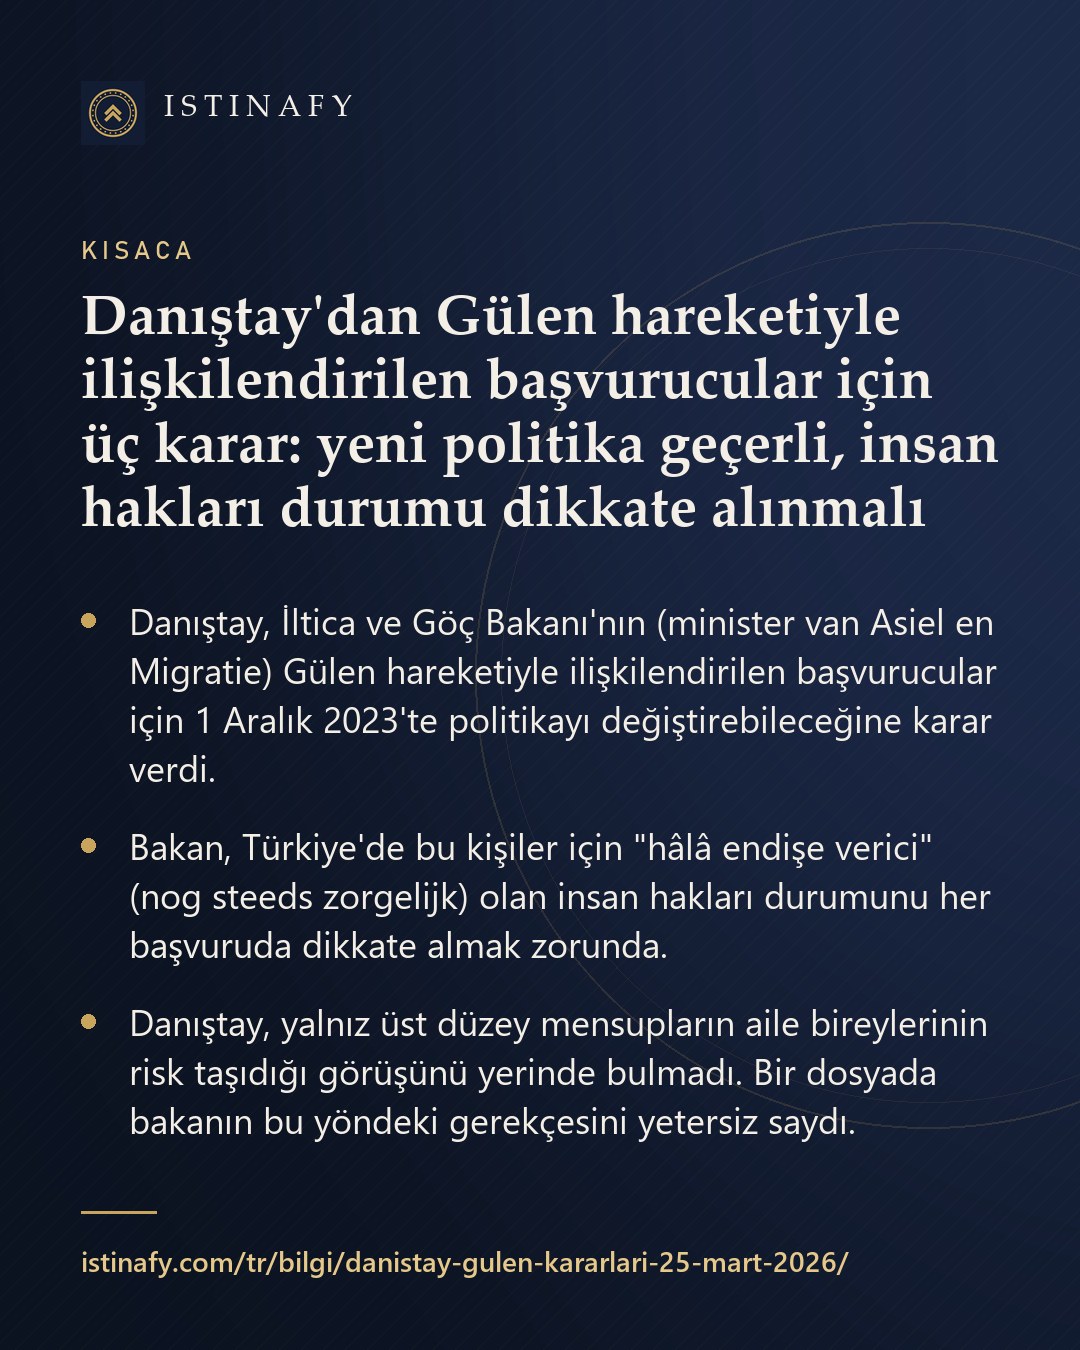 ISTINAFY
KISACA
Danıştay'dan Gülen hareketiyle
ilişkilendirilen başvurucular için
üç karar: yeni politika geçerli, insan
hakları durumu dikkate alınmalı
Danıştay, İltica ve Göç Bakanı'nın (minister van Asiel en
Migratie) Gülen hareketiyle ilişkilendirilen başvurucular
için 1 Aralık 2023'te politikayı değiştirebileceğine karar
verdi.
Bakan, Türkiye'de bu kişiler için "hâlâ endişe verici"
(nog steeds zorgelijk) olan insan hakları durumunu her
başvuruda dikkate almak zorunda.
Danıştay, yalnız üst düzey mensupların aile bireylerinin
risk taşıdığı görüşünü yerinde bulmadı. Bir dosyada
bakanın bu yöndeki gerekçesini yetersiz saydı.
istinafy.com/tr/bilgi/danistay-gulen-kararlari-25-mart-2026/